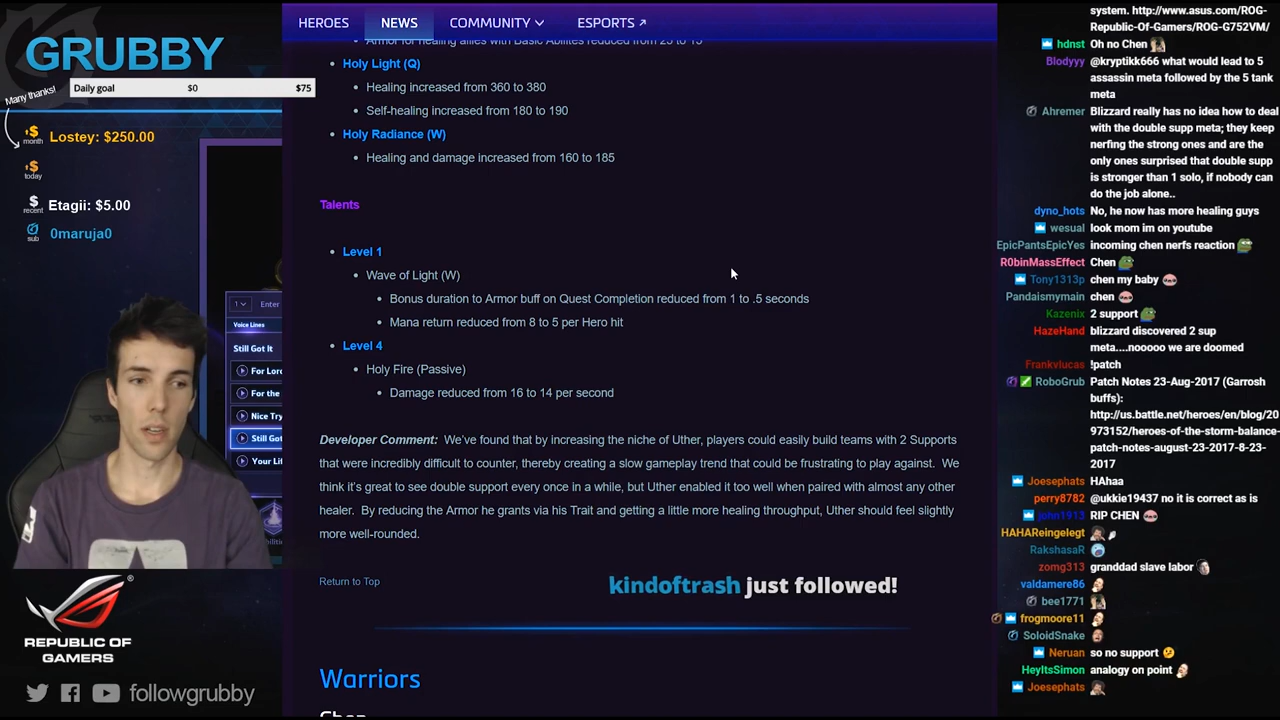 GRUBBY
Many thanks!
Daily goal $0 $75
$ month Lostey: $250.00
$ today
$ recent Etagii: $5.00
sub 0maruja0
1 Enter
Voice Lines
Still Got It
For Lord
For the
Nice Try
Still Got
Your Lif
REPUBLIC OF
GAMERS
followgrubby
HEROES NEWS COMMUNITY ESPORTS
Armor for healing allies with Basic Abilities reduced from 25 to 15
Holy Light (Q)
Healing increased from 360 to 380
Self-healing increased from 180 to 190
Holy Radiance (W)
Healing and damage increased from 160 to 185
Talents
Level 1
Wave of Light (W)
Bonus duration to Armor buff on Quest Completion reduced from 1 to .5 seconds
Mana return reduced from 8 to 5 per Hero hit
Level 4
Holy Fire (Passive)
Damage reduced from 16 to 14 per second
Developer Comment: We've found that by increasing the niche of Uther, players could easily build teams with 2 Supports
that were incredibly difficult to counter, thereby creating a slow gameplay trend that could be frustrating to play against. We
think it's great to see double support every once in a while, but Uther enabled it too well when paired with almost any other
healer. By reducing the Armor he grants via his Trait and getting a little more healing throughput, Uther should feel slightly
more well-rounded.
Return to Top
kindoftrash just followed!
Warriors
Chen
system. http://www.asus.com/ROG-
Republic-Of-Gamers/ROG-G752VM/
hdnst Oh no Chen
Blodyyy @kryptikk666 what would lead to 5
assassin meta followed by the 5 tank
meta
Ahremer Blizzard really has no idea how to deal
with the double supp meta; they keep
nerfing the strong ones and are the
only ones surprised that double supp
is stronger than 1 solo, if nobody can
do the job alone..
dyno_hots No, he now has more healing guys
wesual look mom im on youtube
EpicPantsEpicYes incoming chen nerfs reaction
R0binMassEffect Chen
Tony1313p chen my baby
Pandaismymain chen
Kazenix 2 support
HazeHand blizzard discovered 2 sup
meta....nooooo we are doomed
Frankvlucas !patch
RoboGrub Patch Notes 23-Aug-2017 (Garrosh
buffs):
http://us.battle.net/heroes/en/blog/20
973152/heroes-of-the-storm-balance-
patch-notes-august-23-2017-8-23-
2017
Joesephats HAhaa
perry8782 @ukkie19437 no it is correct as is
john1913 RIP CHEN
HAHAReingelegt
RakshasaR
zomg313 granddad slave labor
valdamere86
bee1771
frogmoore11
SoloidSnake
Neruan so no support
HeyItsSimon analogy on point
Joesephats